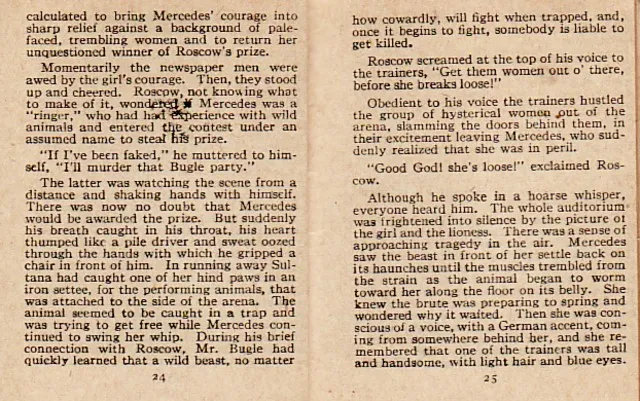 calculated to bring Mercedes' courage into
sharp relief against a background of pale-
faced, trembling women and to return her
unquestioned winner of Roscow's prize.
Momentarily the newspaper men were
awed by the girl's courage. Then, they stood
up and cheered. Roscow, not knowing what
to make of it, wondered if Mercedes was a
"ringer," who had had experience with wild
animals and entered the contest under an
assumed name to steal his prize.
"If I've been faked," he muttered to him-
self, "I'll murder that Bugle party."
The latter was watching the scene from a
distance and shaking hands with himself.
There was now no doubt that Mercedes
would be awarded the prize. But suddenly
his breath caught in his throat, his heart
thumped like a pile driver and sweat oozed
through the hands with which he gripped a
chair in front of him. In running away Sul-
tana had caught one of her hind paws in an
iron settee, for the performing animals, that
was attached to the side of the arena. The
animal seemed to be caught in a trap and
was trying to get free while Mercedes con-
tinued to swing her whip. During his brief
connection with Roscow, Mr. Bugle had
quickly learned that a wild beast, no matter
24
how cowardly, will fight when trapped, and,
once it begins to fight, somebody is liable to
get killed.
Roscow screamed at the top of his voice to
the trainers, "Get them women out o' there,
before she breaks loose!"
Obedient to his voice the trainers hustled
the group of hysterical women out of the
arena, slamming the doors behind them, in
their excitement leaving Mercedes, who sud-
denly realized that she was in peril.
"Good God! she's loose!" exclaimed Ros-
cow.
Although he spoke in a hoarse whisper,
everyone heard him. The whole auditorium
was frightened into silence by the picture of
the girl and the lioness. There was a sense of
approaching tragedy in the air. Mercedes
saw the beast in front of her settle back on
its haunches until the muscles trembled from
the strain as the animal began to worm
toward her along the floor on its belly. She
knew the brute was preparing to spring and
wondered why it waited. Then she was con-
scious of a voice, with a German accent, com-
ing from somewhere behind her, and she re-
membered that one of the trainers was tall
and handsome, with light hair and blue eyes.
25